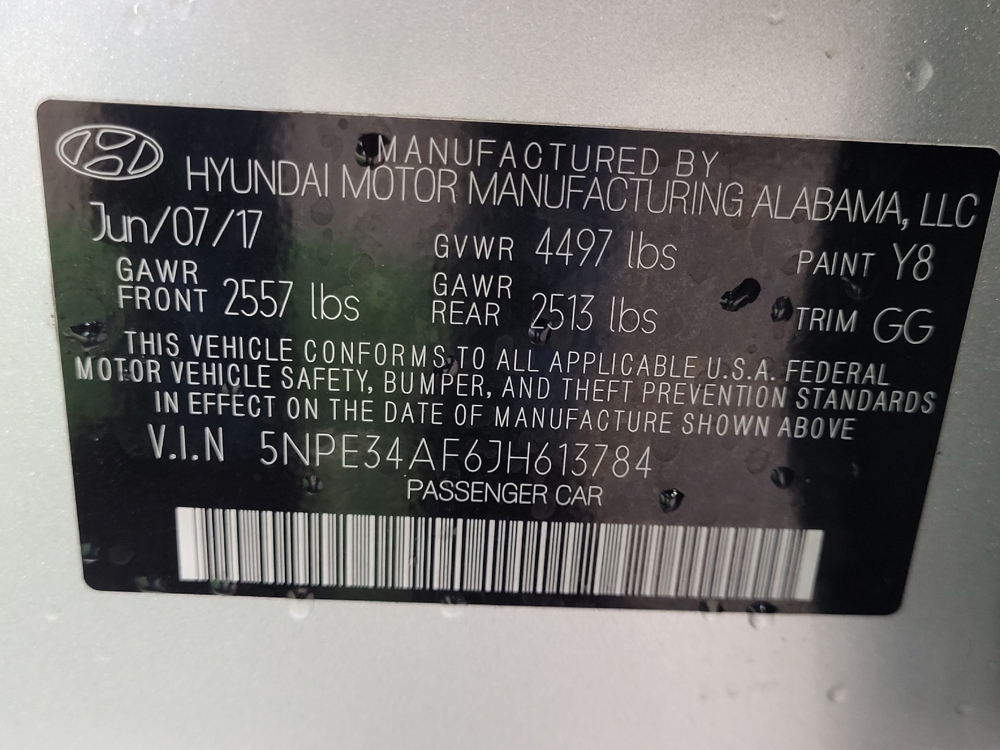 MANUFACTURED BY
HYUNDAI MOTOR MANUFACTURING ALABAMA, LLC
Jun/07/17 GVWR 4497 lbs PAINT Y8
GAWR FRONT 2557 lbs GAWR REAR 2513 lbs TRIM GG
THIS VEHICLE CONFORMS TO ALL APPLICABLE U.S.A. FEDERAL
MOTOR VEHICLE SAFETY, BUMPER, AND THEFT PREVENTION STANDARDS
IN EFFECT ON THE DATE OF MANUFACTURE SHOWN ABOVE
V.I.N 5NPE34AF6JH613784
PASSENGER CAR